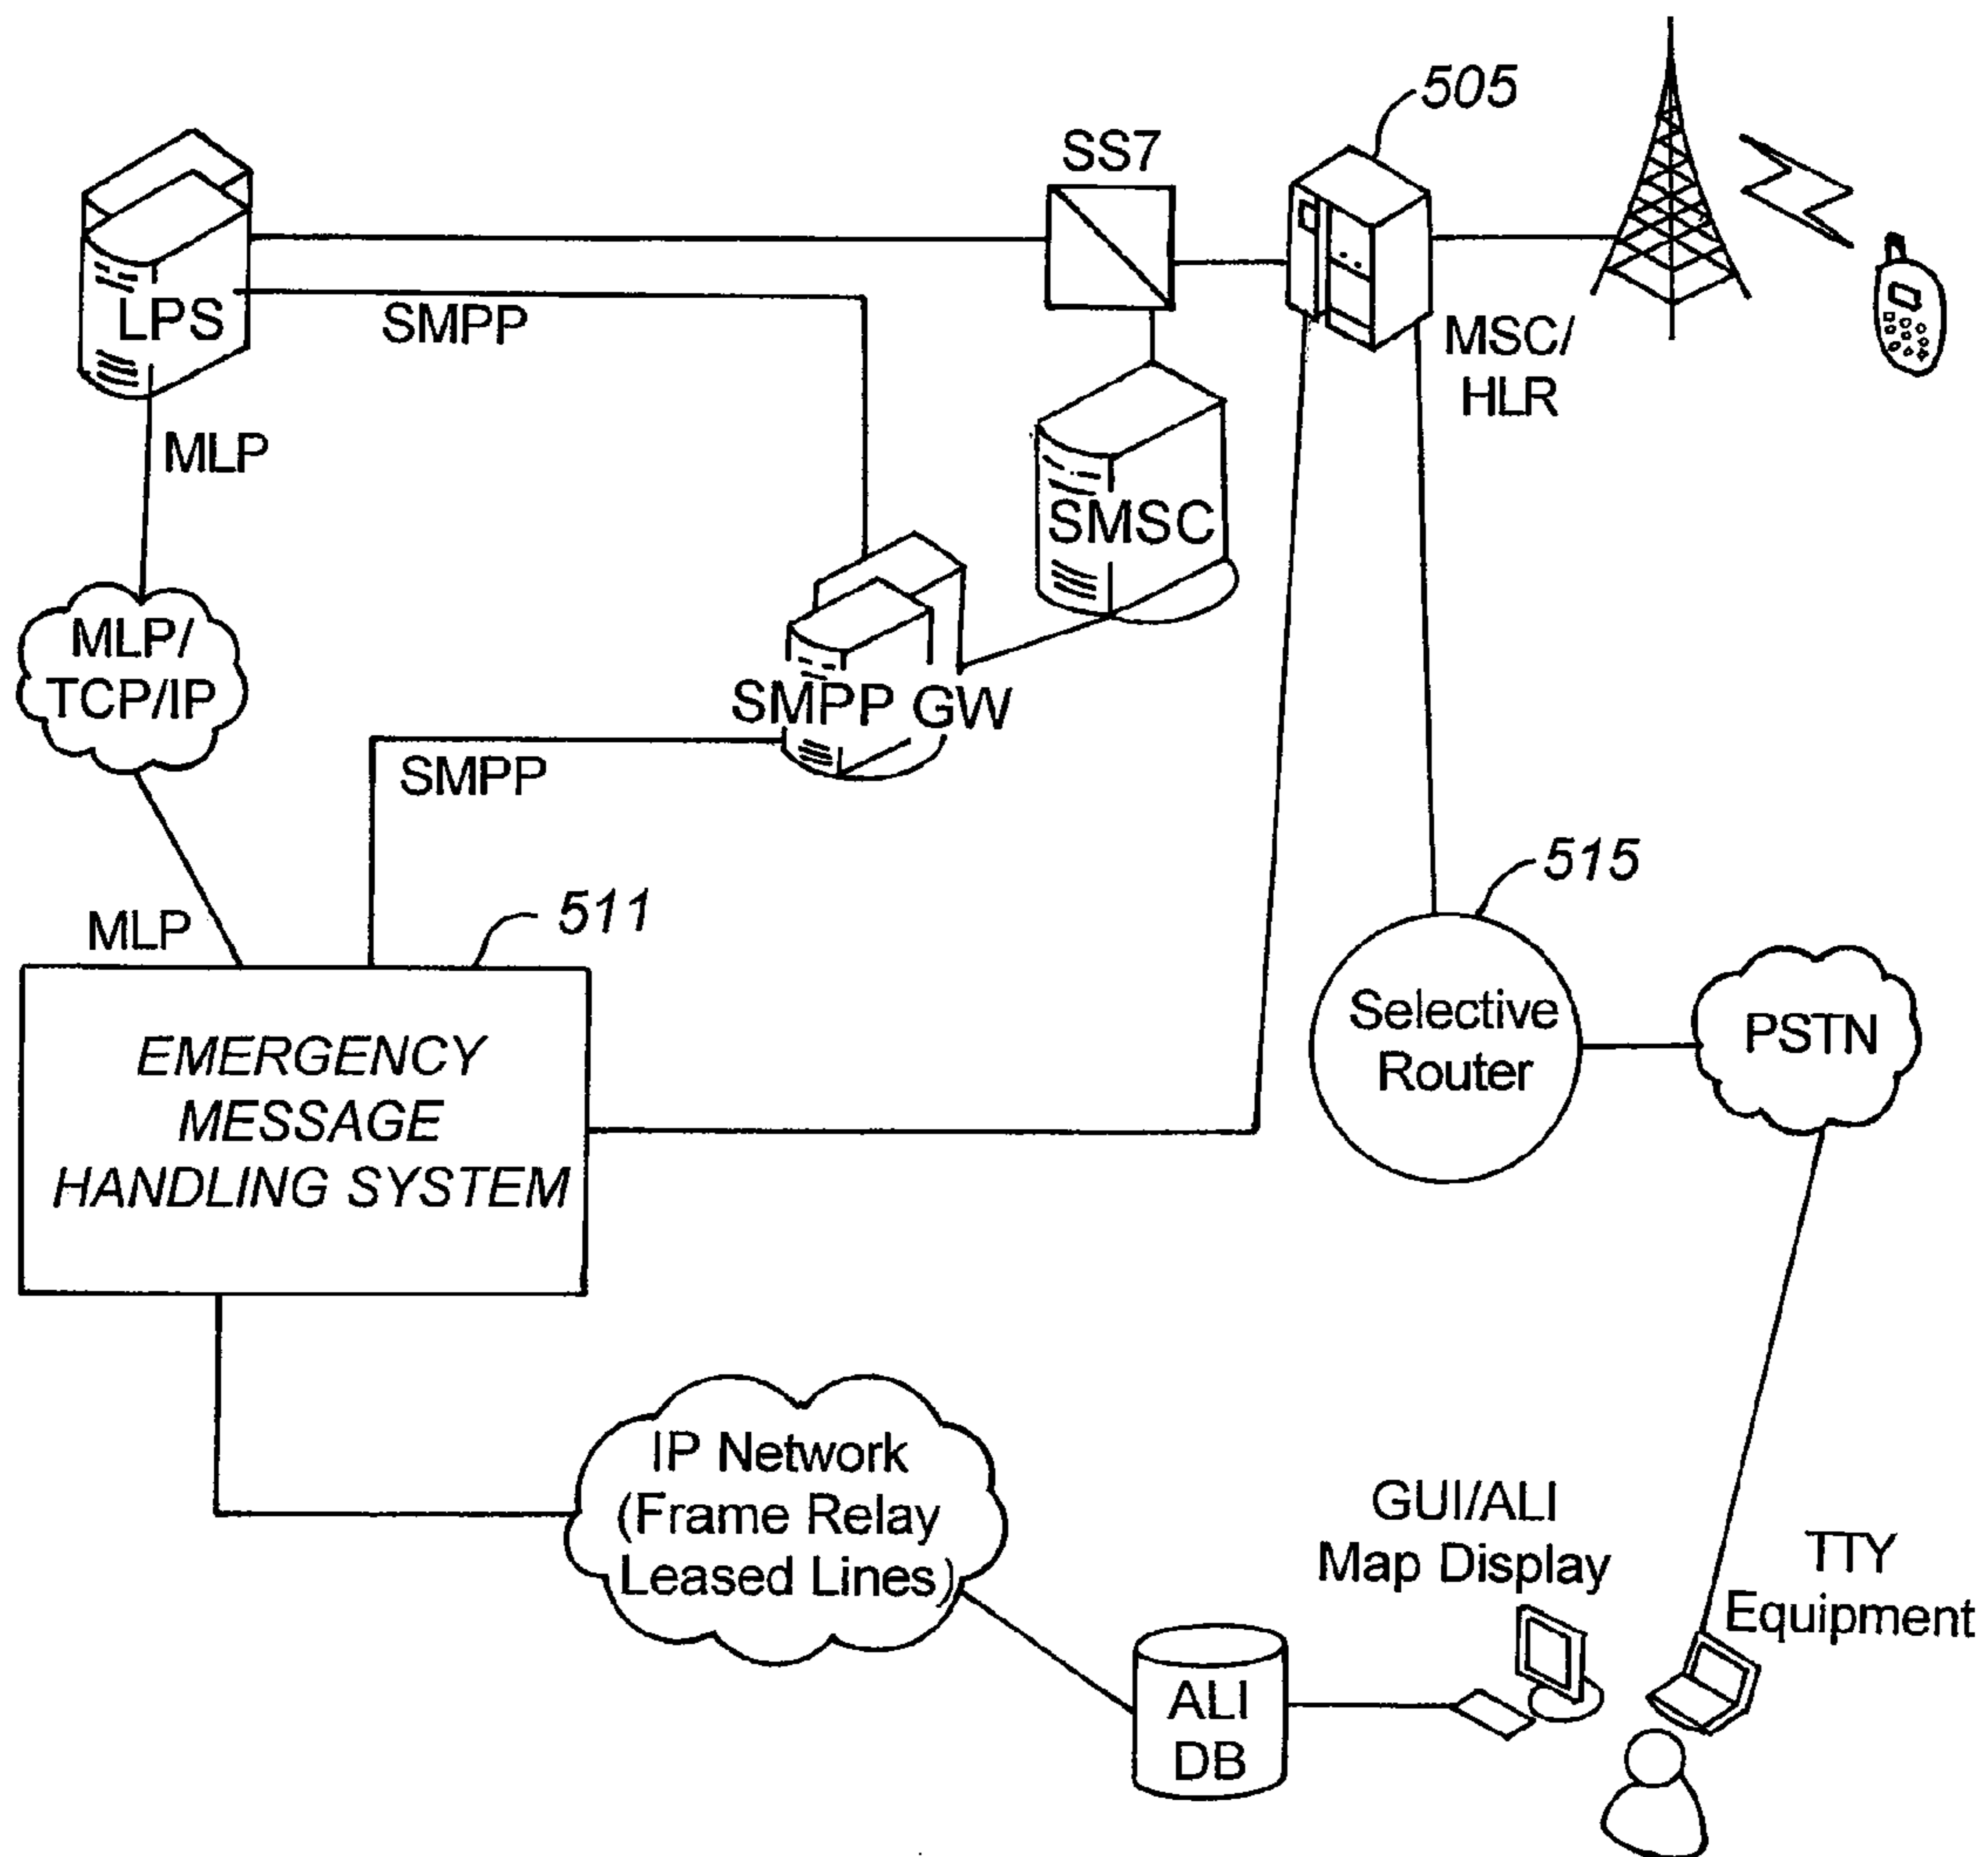 505
SS7
LPS
SMPP
MSC/
HLR
MLP
SMSC
MLP/
TCP/IP
SMPP GW
SMPP
515
511
MLP
Selective
Router
PSTN
EMERGENCY
MESSAGE
HANDLING SYSTEM
IP Network
(Frame Relay
Leased Lines)
GUI/ALI
Map Display
TTY
Equipment
ALI
DB